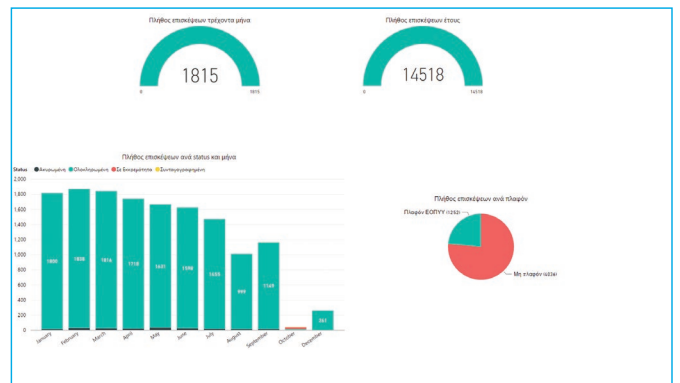 Πλήθος επισκέψεων τρέχοντα μήνα
1815
0
1815
Πλήθος επισκέψεων έτους
14518
0
14518
Πλήθος επισκέψεων ανά status και μήνα
Status Ακυρωμένη Ολοκληρωμένη Σε Εκκρεμότητα Συνταγογραφημένη
2,000
1,800
1,600
1,400
1,200
1,000
800
600
400
200
0
1718
1149
January
February
March
April
May
June
July
August
September
October
December
Πλήθος επισκέψεων ανά πλαφόν
Πλαφόν ΕΟΠΥΥ
Μη πλαφόν